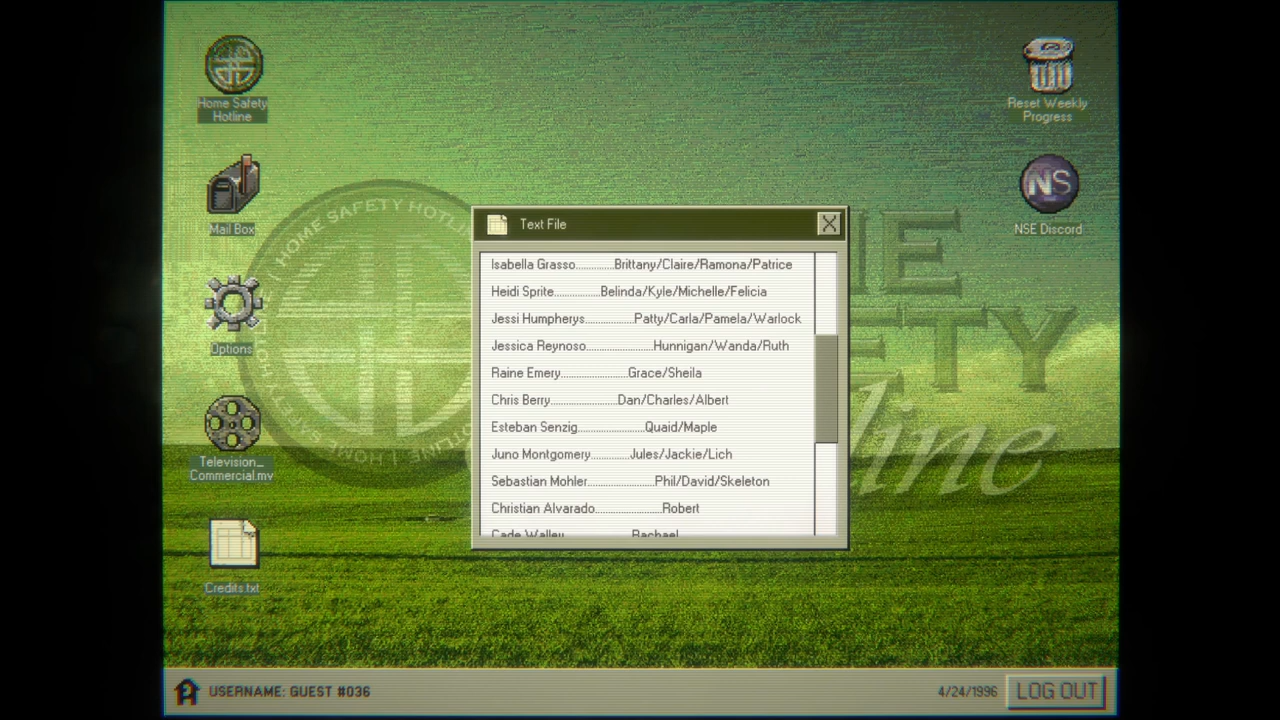 Home Safety
Hotline
Mail Box
Options
Television_
Commercial.mv
Credits.txt
HOME SAFETY HOTLINE
Text File
Isabella Grasso.............Brittany/Claire/Ramona/Patrice
Heidi Sprite...............Belinda/Kyle/Michelle/Felicia
Jessi Humpherys................Patty/Carla/Pamela/Warlock
Jessica Reynoso......................Hunnigan/Wanda/Ruth
Raine Emery......................Grace/Sheila
Chris Berry......................Dan/Charles/Albert
Esteban Senzig......................Quaid/Maple
Juno Montgomery.............Jules/Jackie/Lich
Sebastian Mohler......................Phil/David/Skeleton
Christian Alvarado......................Robert
Cade Walley......................Rachael
Reset Weekly
Progress
NS
NSE Discord
USERNAME: GUEST #036
4/24/1996
LOG OUT